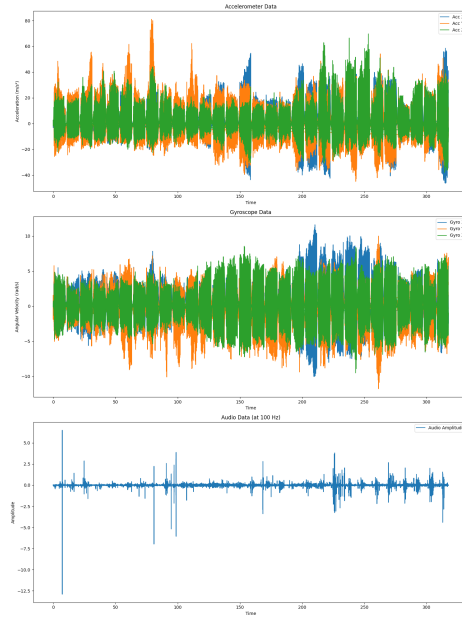 Accelerometer Data
Acc
Acc
Acc
Acceleration (m/s²)
80
60
40
20
0
−20
−40
0
50
100
150
200
250
300
Time
Gyroscope Data
Gyro
Gyro
Gyro
Angular Velocity (rad/s)
10
5
0
−5
−10
0
50
100
150
200
250
300
Time
Audio Data (at 100 Hz)
Audio Amplitude
Amplitude
5.0
2.5
0.0
−2.5
−5.0
−7.5
−10.0
−12.5
0
50
100
150
200
250
300
Time